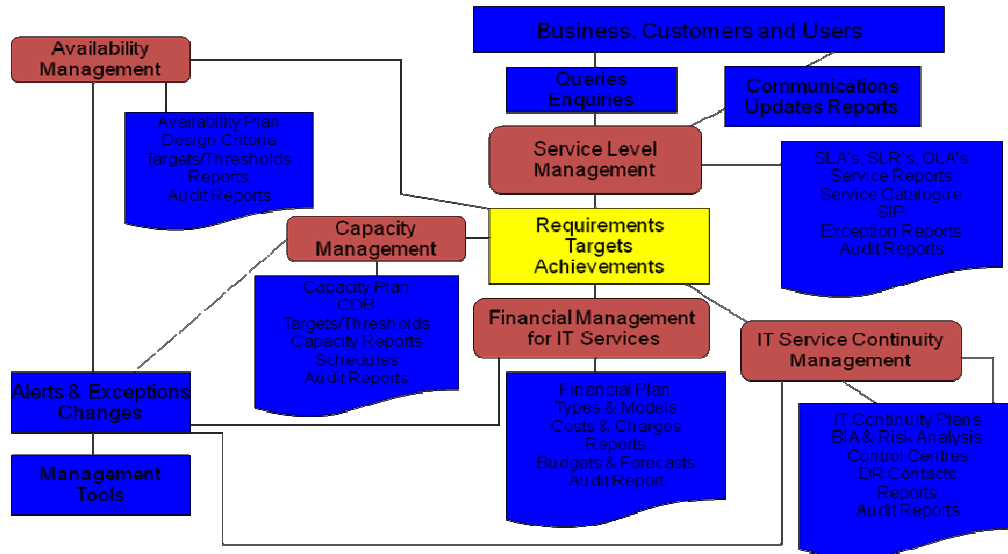 Business, Customers and Users
Availability
Management
Queries
Enquiries
Communications
Updates Reports
Availability Plan
Design Criteria
Targets/Thresholds
Reports
Audit Reports
Service Level
Management
SLA's, SLR's, OLA's
Service Reports
Service Catalogue
SIP
Exception Reports
Audit Reports
Capacity
Management
Requirements
Targets
Achievements
Capacity Plan
CDB
Targets/Thresholds
Capacity Reports
Schedules
Audit Reports
Financial Management
for IT Services
IT Service Continuity
Management
Alerts & Exceptions
Changes
Financial Plan
Types & Models
Costs & Charges
Reports
Budgets & Forecasts
Audit Report
IT Continuity Plans
BIA & Risk Analysis
Control Centres
DR Contacts
Reports
Audit Reports
Management
Tools